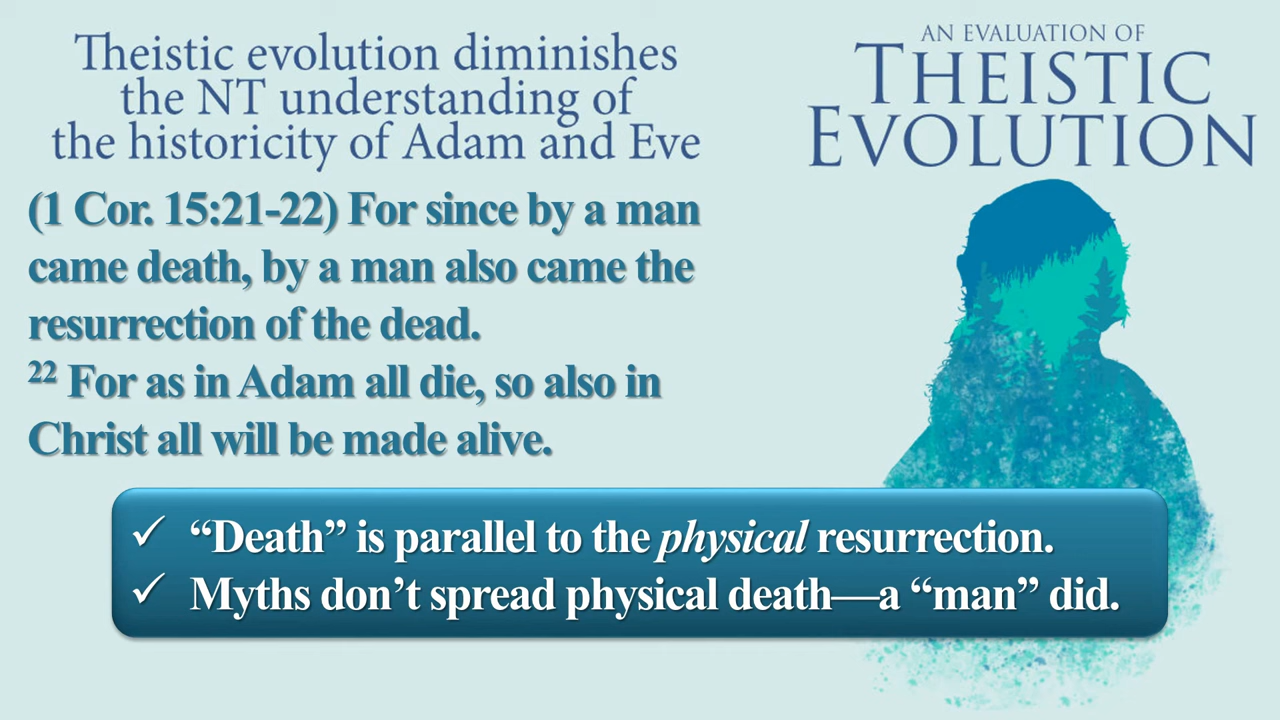 Theistic evolution diminishes
the NT understanding of
the historicity of Adam and Eve
(1 Cor. 15:21-22) For since by a man
came death, by a man also came the
resurrection of the dead.
22 For as in Adam all die, so also in
Christ all will be made alive.
✓ “Death” is parallel to the physical resurrection.
✓ Myths don’t spread physical death—a “man” did.
AN EVALUATION OF
THEISTIC
EVOLUTION